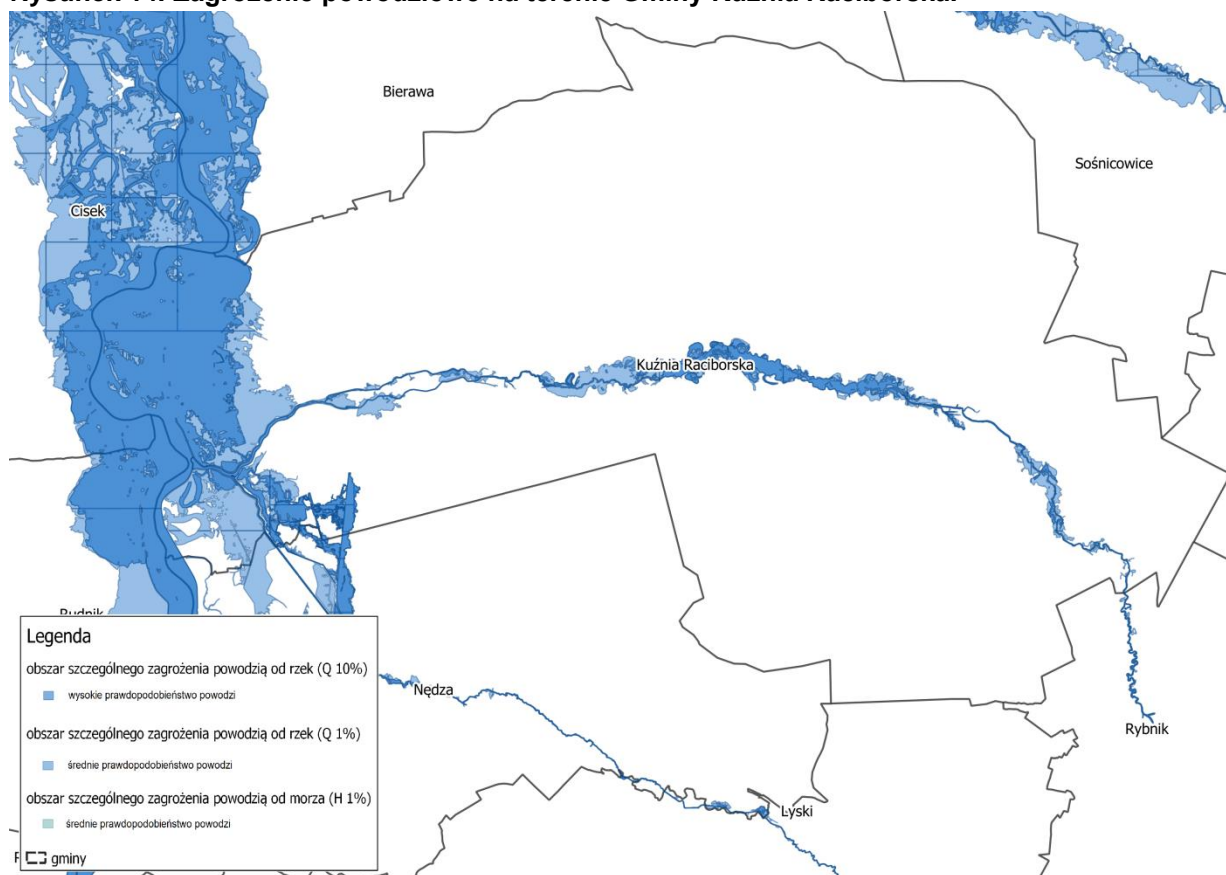 Bierawa
Sośnicowice
Cisek
Kuźnia Raciborska
Rudnik
Nędza
Rybnik
Łyski
Legenda
obszar szczególnego zagrożenia powodzią od rzek (Q 10%)
wysokie prawdopodobieństwo powodzi
obszar szczególnego zagrożenia powodzią od rzek (Q 1%)
średnie prawdopodobieństwo powodzi
obszar szczególnego zagrożenia powodzią od morza (H 1%)
średnie prawdopodobieństwo powodzi
gminy